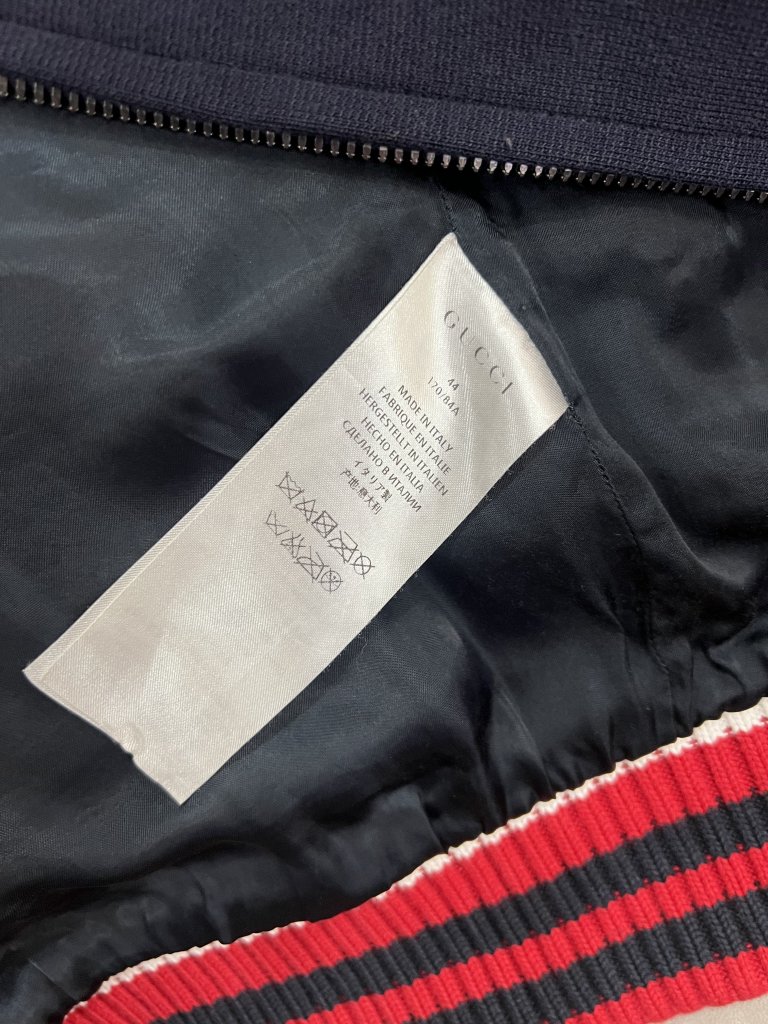 GUCCI
44
170/84A
MADE IN ITALY
FABRIQUE EN ITALIE
HERGESTELLT IN ITALIEN
HECHO EN ITALIA
СДЕЛАНО В ИТАЛИИ
イタリア製
产地:意大利